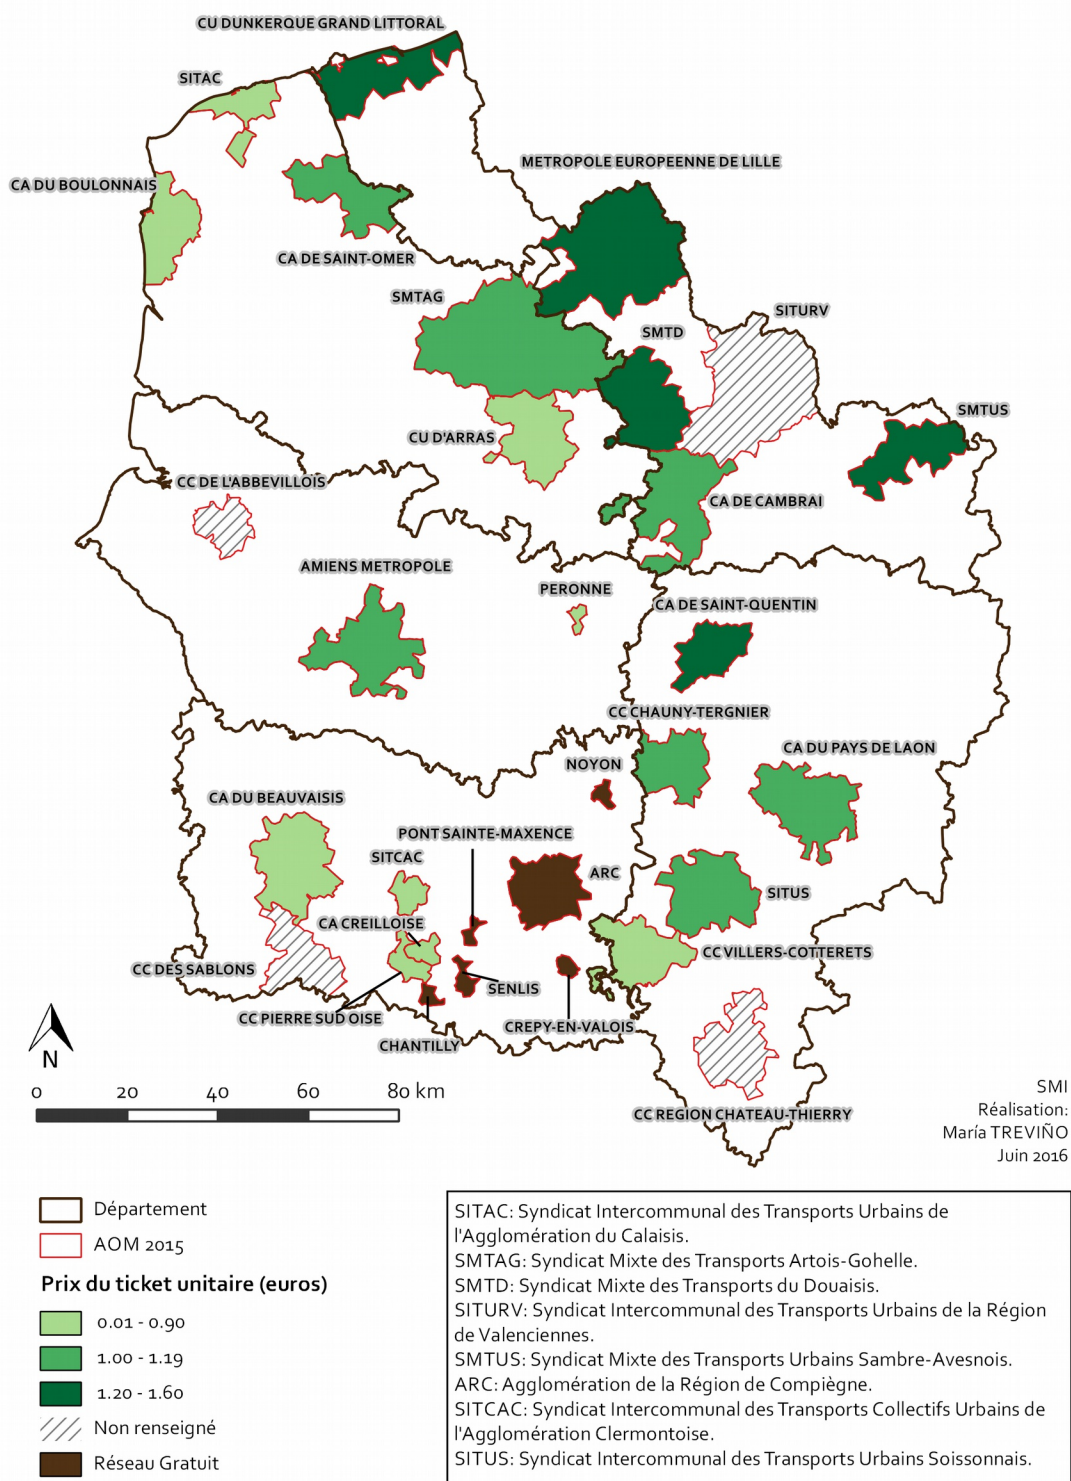 CU DUNKERQUE GRAND LITTORAL
SITAC
METROPOLE EUROPEENNE DE LILLE
CA DU BOULONNAIS
CA DE SAINT-OMER
SMTAG
SITURV
SMTD
SMTUS
CU D'ARRAS
CC DE L'ABBEVILLOIS
CA DE CAMBRAI
AMIENS METROPOLE
PERONNE
CA DE SAINT-QUENTIN
CC CHAUNY-TERGNIER
CA DU PAYS DE LAON
NOYON
CA DU BEAUVAISIS
PONT SAINTE-MAXENCE
SITCAC
ARC
SITUS
CA CREILLOISE
CC VILLERS-COTTERETS
CC DES SABLONS
SENLIS
CC PIERRE SUD OISE
CREPY-EN-VALOIS
CHANTILLY
N
0 20 40 60 80 km
CC REGION CHATEAU-THIERRY
SMI
Réalisation:
María TREVIÑO
Juin 2016
Département
AOM 2015
Prix du ticket unitaire (euros)
0.01 - 0.90
1.00 - 1.19
1.20 - 1.60
Non renseigné
Réseau Gratuit
SITAC: Syndicat Intercommunal des Transports Urbains de
l'Agglomération du Calaisis.
SMTAG: Syndicat Mixte des Transports Artois-Gohelle.
SMTD: Syndicat Mixte des Transports du Douaisis.
SITURV: Syndicat Intercommunal des Transports Urbains de la Région
de Valenciennes.
SMTUS: Syndicat Mixte des Transports Urbains Sambre-Avesnois.
ARC: Agglomération de la Région de Compiègne.
SITCAC: Syndicat Intercommunal des Transports Collectifs Urbains de
l'Agglomération Clermontoise.
SITUS: Syndicat Intercommunal des Transports Urbains Soissonnais.